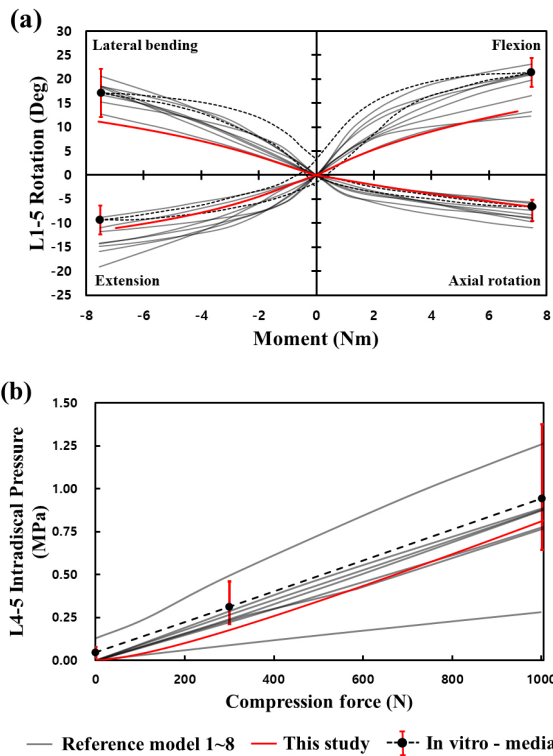 (a)
30
25
20
15
10
5
0
-5
-10
-15
-20
-25
L1-5 Rotation (Deg)
Lateral bending
Flexion
Extension
Axial rotation
-8 -6 -4 -2 0 2 4 6 8
Moment (Nm)
(b)
1.50
1.25
1.00
0.75
0.50
0.25
0.00
L4-5 Intradiscal Pressure
(MPa)
0 200 400 600 800 1000
Compression force (N)
Reference model 1~8 This study In vitro - media